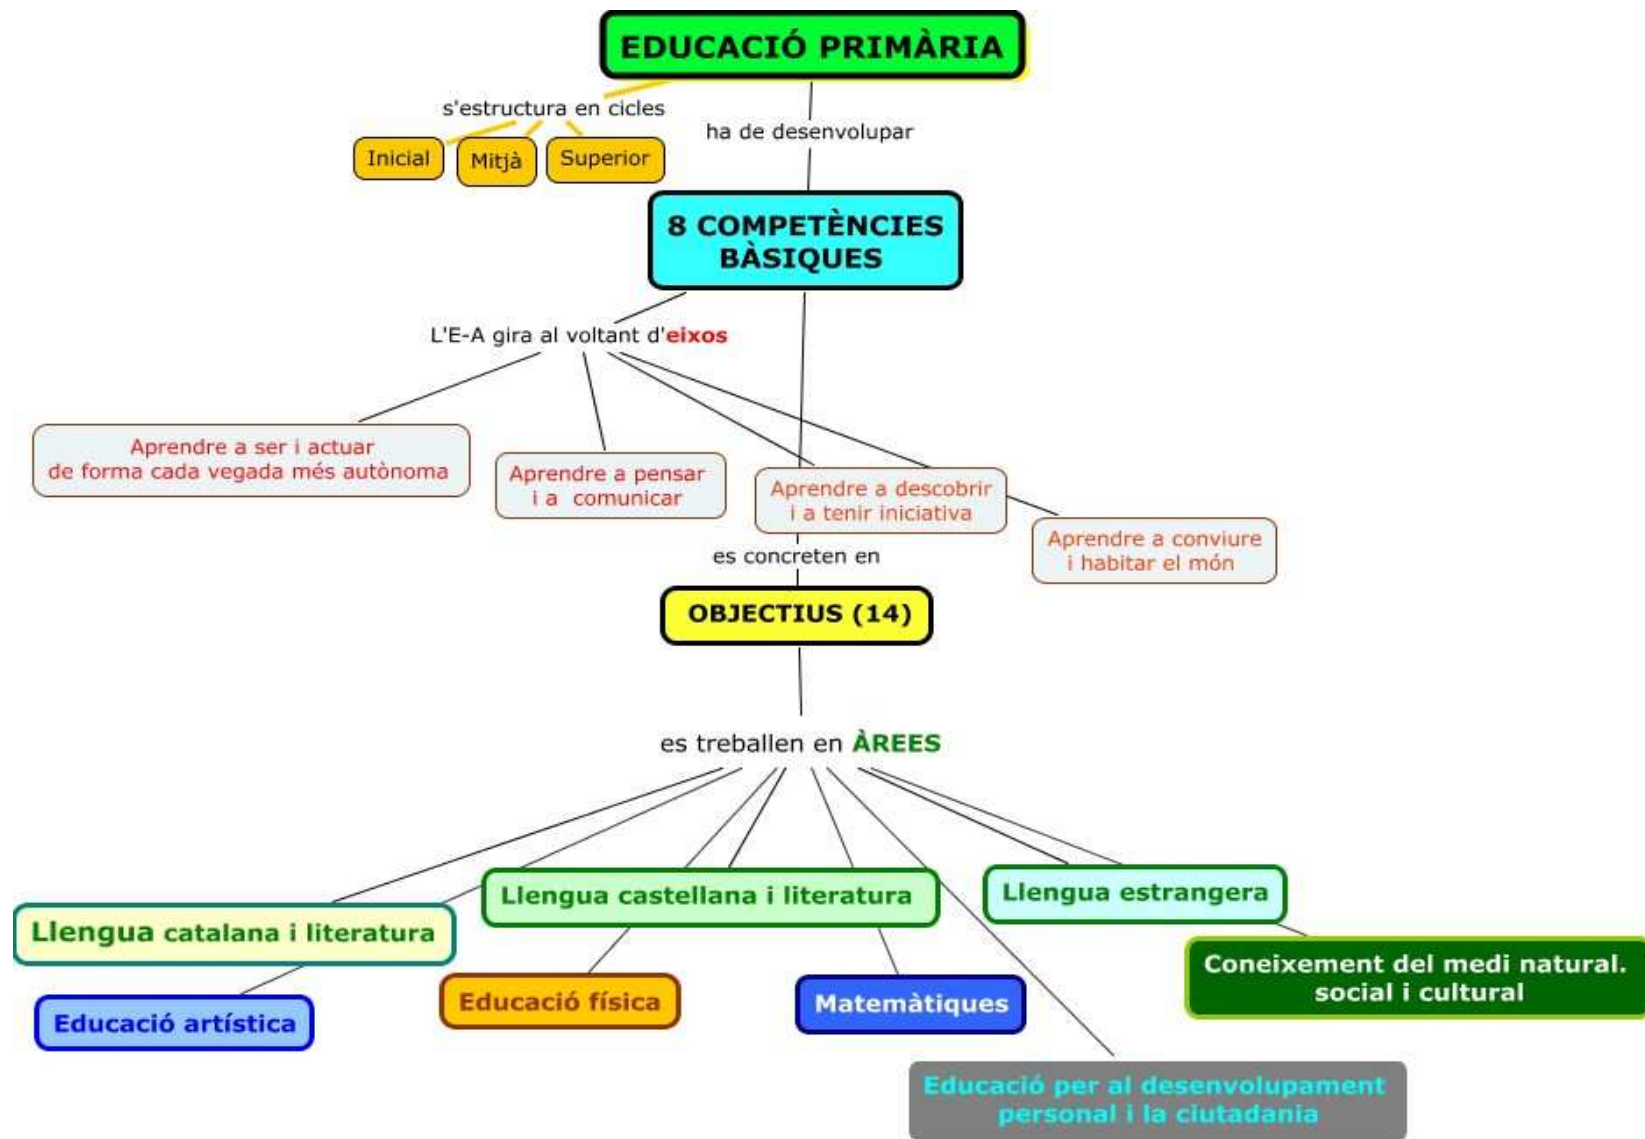 EDUCACIÓ PRIMÀRIA
s'estructura en cicles
ha de desenvolupar
Inicial
Mitjà
Superior
8 COMPETÈNCIES
BÀSIQUES
L'E-A gira al voltant d'eixos
Aprendre a ser i actuar
de forma cada vegada més autònoma
Aprendre a pensar
i a comunicar
Aprendre a descobrir
i a tenir iniciativa
Aprendre a conviure
i habitar el món
es concreten en
OBJECTIUS (14)
es treballen en ÀREES
Llengua catalana i literatura
Llengua castellana i literatura
Llengua estrangera
Educació artística
Educació física
Matemàtiques
Coneixement del medi natural.
social i cultural
Educació per al desenvolupament
personal i la ciutadania